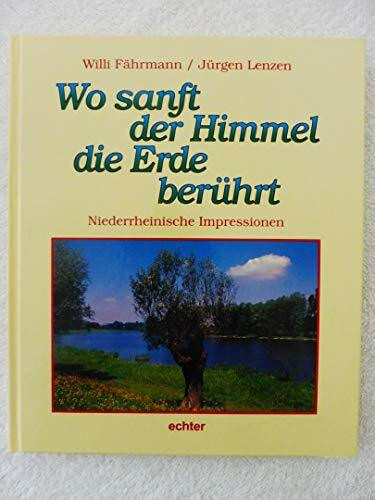 Willi Fährmann / Jürgen Lenzen
Wo sanft
der Himmel
die Erde
berührt
Niederrheinische Impressionen
echter